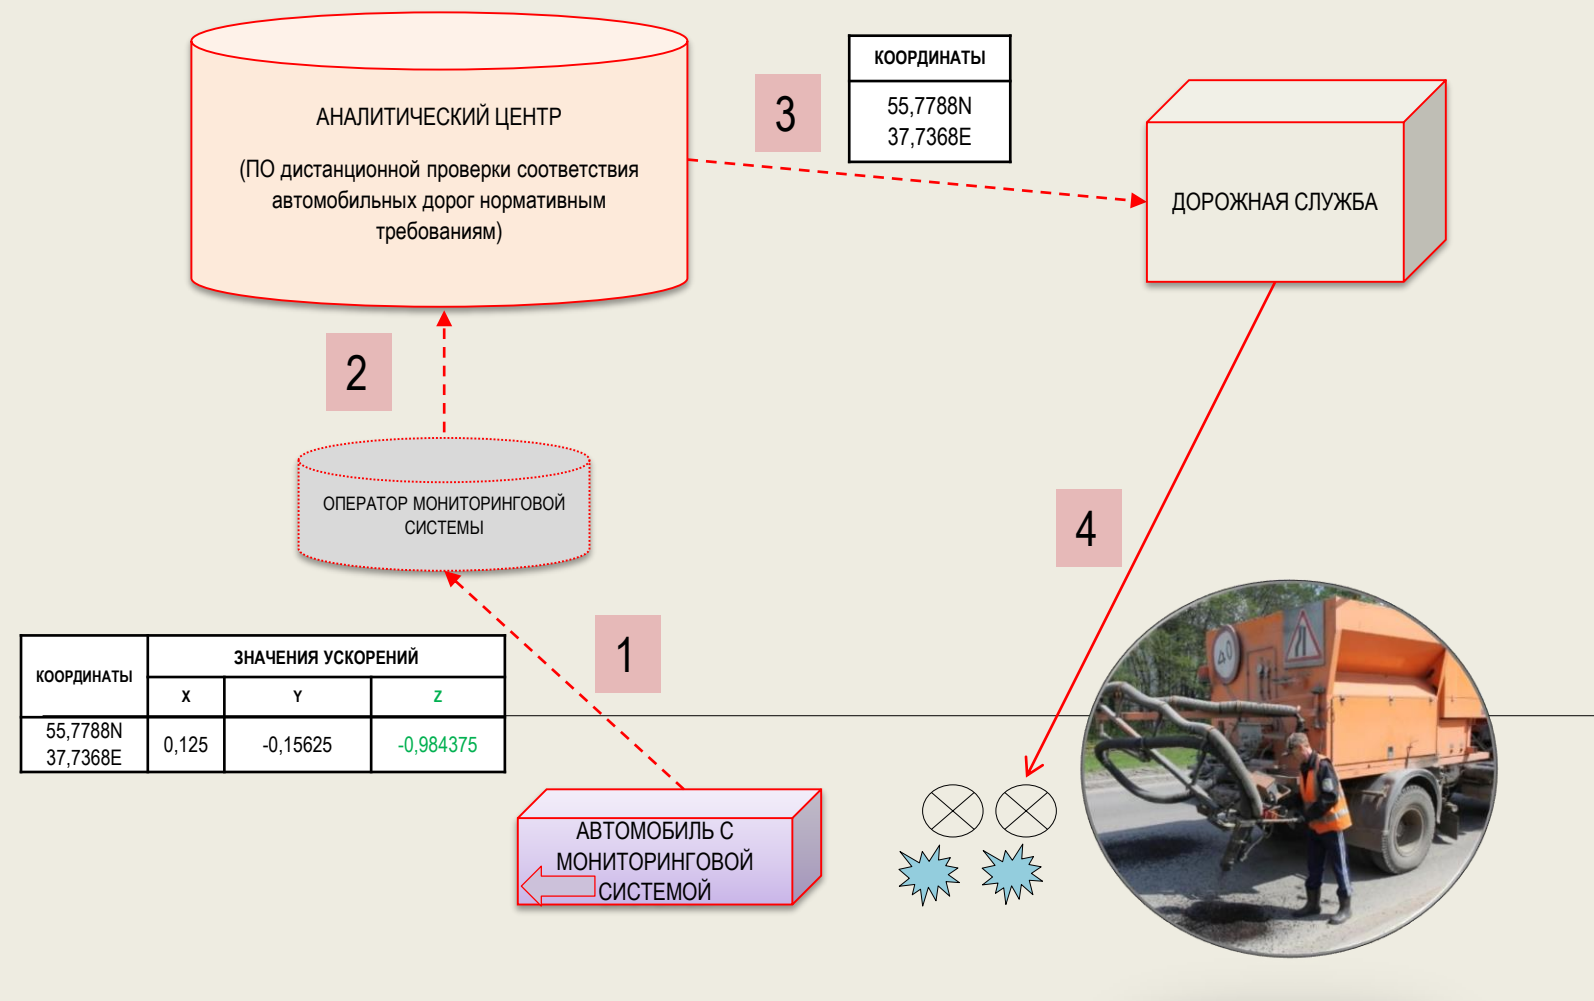 АНАЛИТИЧЕСКИЙ ЦЕНТР
(ПО дистанционной проверки соответствия
автомобильных дорог нормативным
требованиям)
3
КООРДИНАТЫ
55,7788N
37,7368E
ДОРОЖНАЯ СЛУЖБА
2
ОПЕРАТОР МОНИТОРИНГОВОЙ
СИСТЕМЫ
4
1
КООРДИНАТЫ
ЗНАЧЕНИЯ УСКОРЕНИЙ
X Y Z
55,7788N
37,7368E
0,125 -0,15625 -0,984375
АВТОМОБИЛЬ С
МОНИТОРИНГОВОЙ
СИСТЕМОЙ